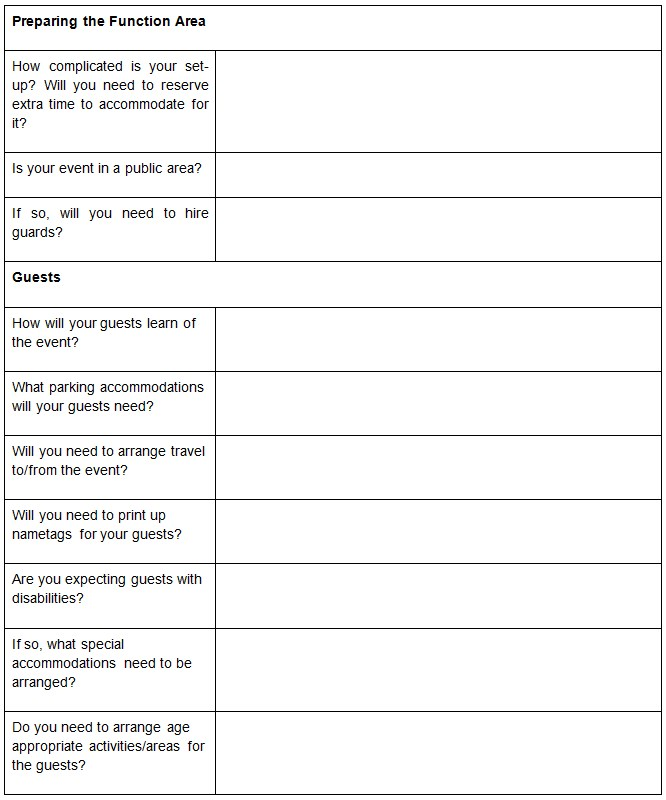 Preparing the Function Area
How complicated is your set-
up? Will you need to reserve
extra time to accommodate for
it?
Is your event in a public area?
If so, will you need to hire
guards?
Guests
How will your guests learn of
the event?
What parking accommodations
will your guests need?
Will you need to arrange travel
to/from the event?
Will you need to print up
nametags for your guests?
Are you expecting guests with
disabilities?
If so, what special
accommodations need to be
arranged?
Do you need to arrange age
appropriate activities/areas for
the guests?